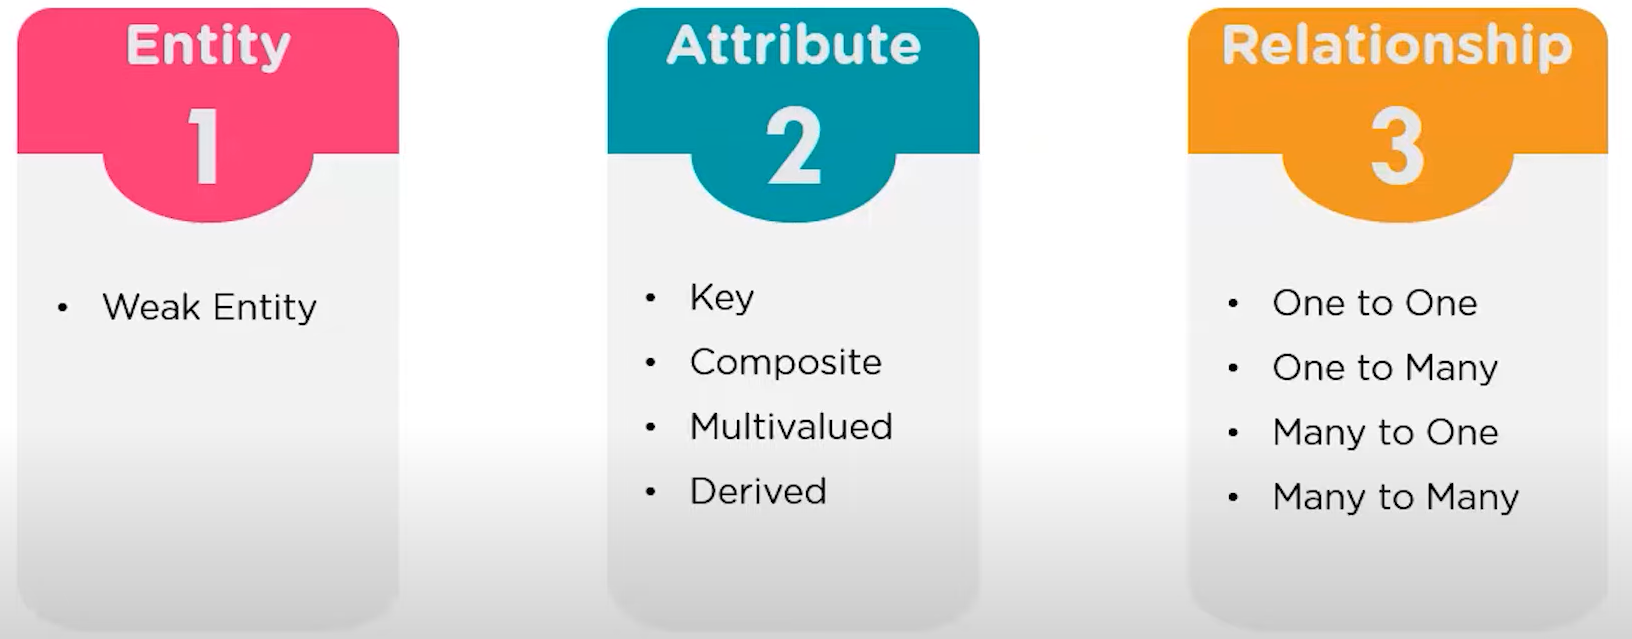 Entity
1
• Weak Entity
Attribute
2
• Key
• Composite
• Multivalued
• Derived
Relationship
3
• One to One
• One to Many
• Many to One
• Many to Many